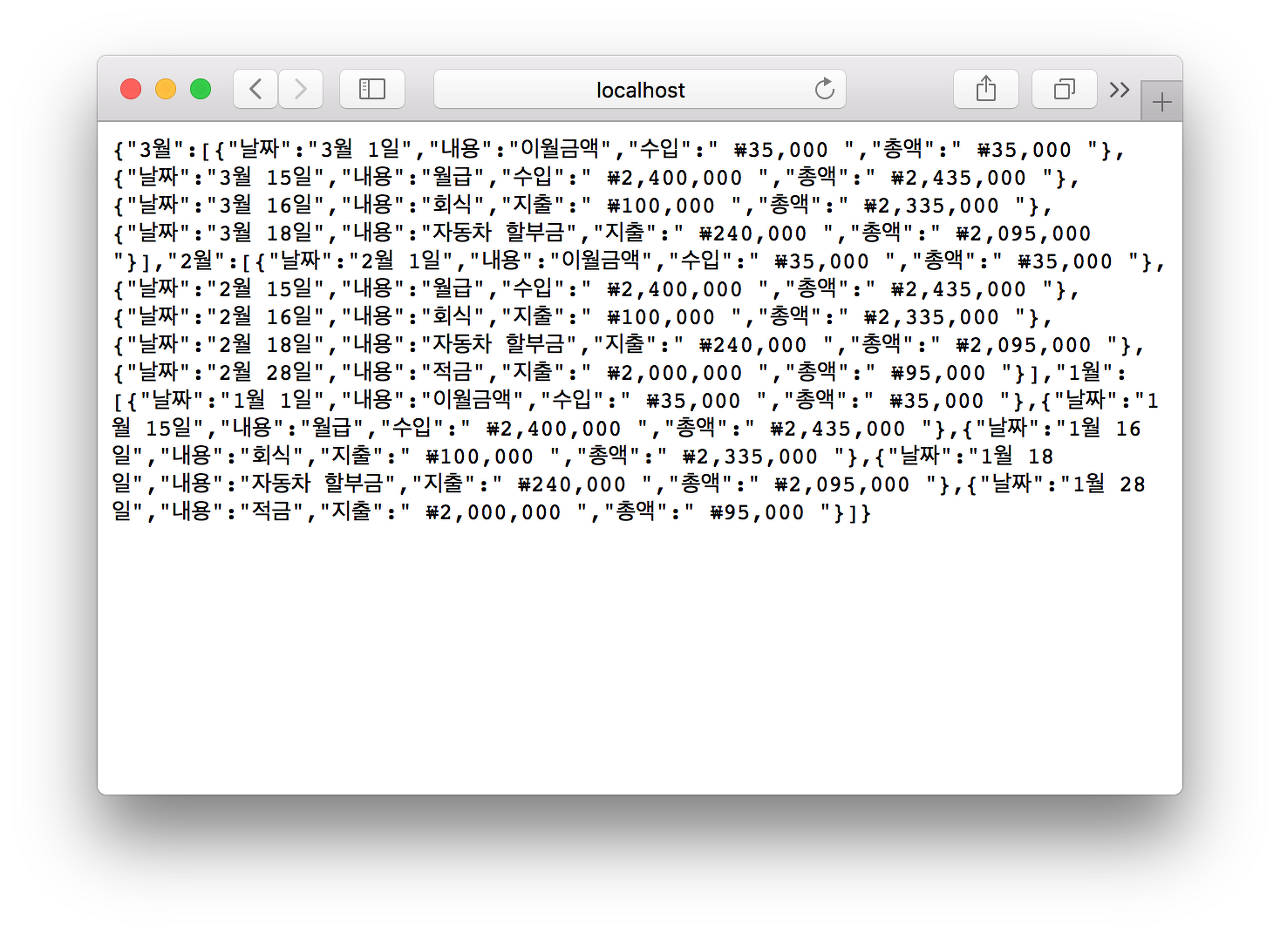 localhost
{"3월":[{"날짜":"3월 1일","내용":"이월금액","수입":" ₩35,000 ","총액":" ₩35,000 "},
{"날짜":"3월 15일","내용":"월급","수입":" ₩2,400,000 ","총액":" ₩2,435,000 "},
{"날짜":"3월 16일","내용":"회식","지출":" ₩100,000 ","총액":" ₩2,335,000 "},
{"날짜":"3월 18일","내용":"자동차 할부금","지출":" ₩240,000 ","총액":" ₩2,095,000
"}],"2월":[{"날짜":"2월 1일","내용":"이월금액","수입":" ₩35,000 ","총액":" ₩35,000 "},
{"날짜":"2월 15일","내용":"월급","수입":" ₩2,400,000 ","총액":" ₩2,435,000 "},
{"날짜":"2월 16일","내용":"회식","지출":" ₩100,000 ","총액":" ₩2,335,000 "},
{"날짜":"2월 18일","내용":"자동차 할부금","지출":" ₩240,000 ","총액":" ₩2,095,000 "},
{"날짜":"2월 28일","내용":"적금","지출":" ₩2,000,000 ","총액":" ₩95,000 "}],"1월":
[{"날짜":"1월 1일","내용":"이월금액","수입":" ₩35,000 ","총액":" ₩35,000 "},{"날짜":"1
월 15일","내용":"월급","수입":" ₩2,400,000 ","총액":" ₩2,435,000 "},{"날짜":"1월 16
일","내용":"회식","지출":" ₩100,000 ","총액":" ₩2,335,000 "},{"날짜":"1월 18
일","내용":"자동차 할부금","지출":" ₩240,000 ","총액":" ₩2,095,000 "},{"날짜":"1월 28
일","내용":"적금","지출":" ₩2,000,000 ","총액":" ₩95,000 "}]}